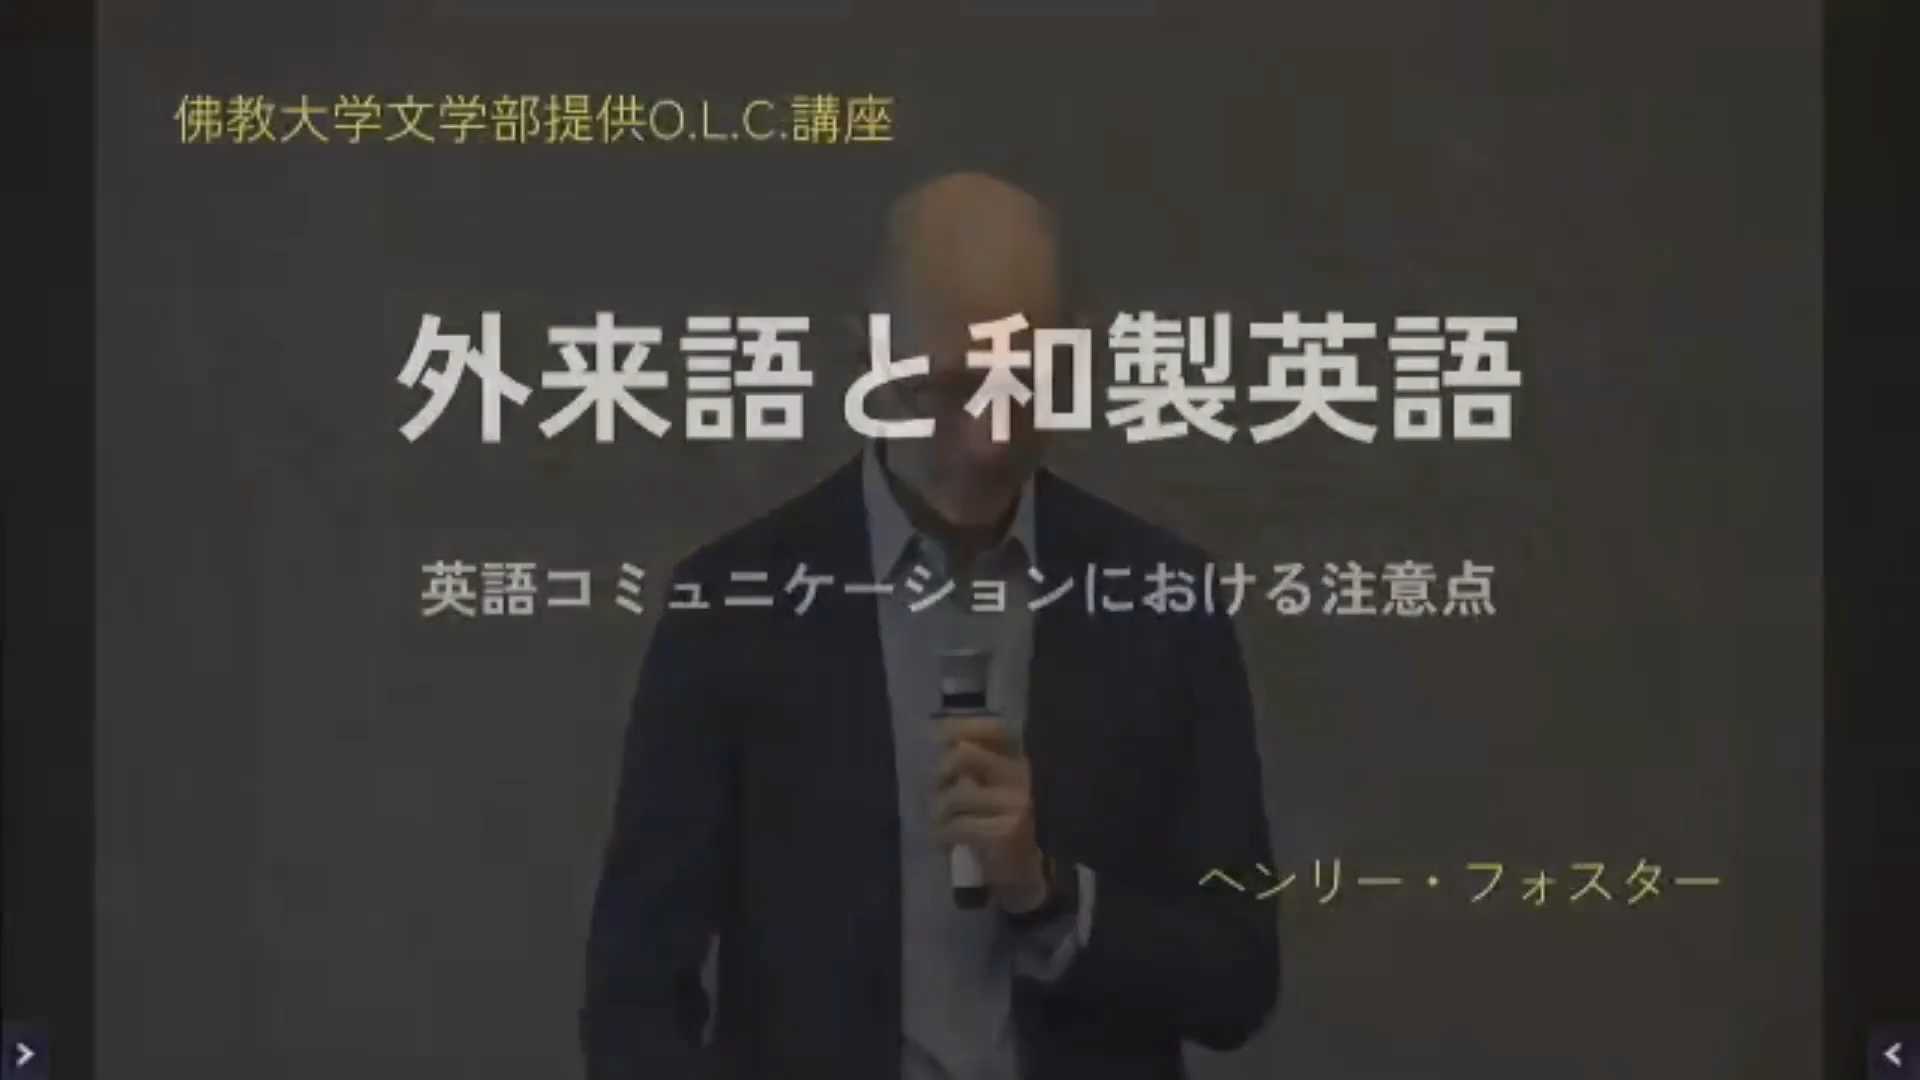 佛教大学文学部提供O.L.C.講座
外来語と和製英語
英語コミュニケーションにおける注意点
ヘンリー・フォスター